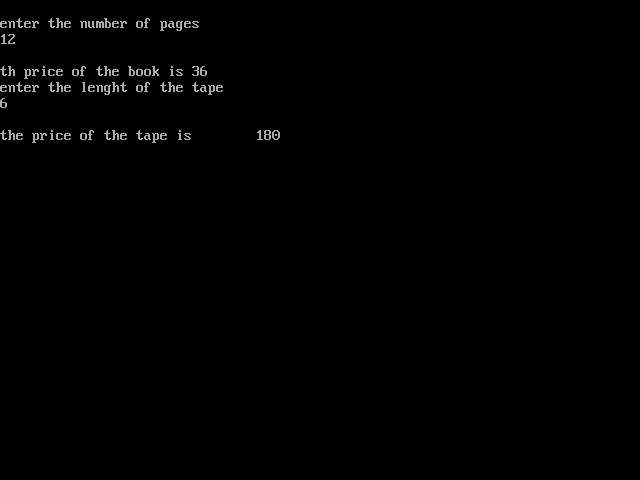 enter the number of pages
12
th price of the book is 36
enter the lenght of the tape
6
the price of the tape is 180